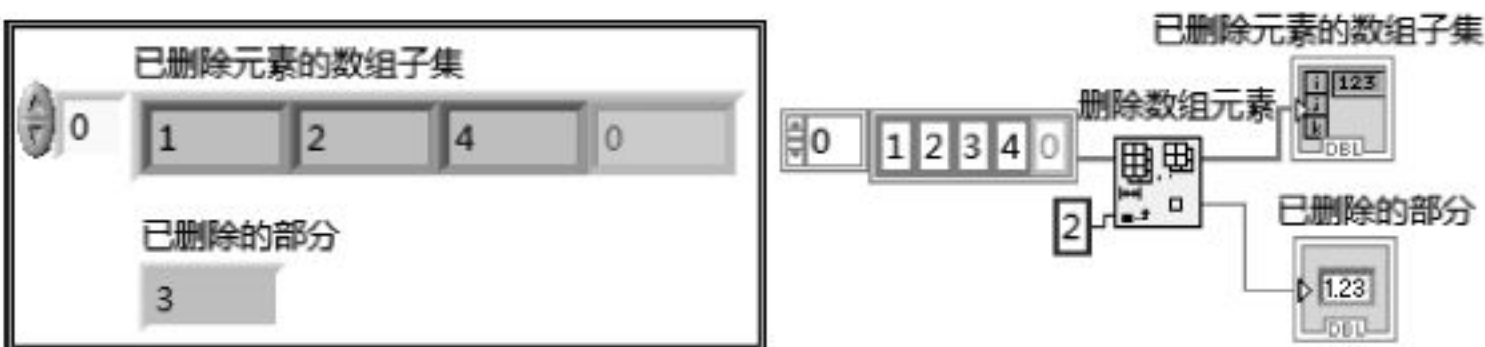 已删除元素的数组子集
0 1 2 4 0
已删除的部分
3
已删除元素的数组子集
i 123
j
k
DBL
删除数组元素
0 1 2 3 4 0
2
已删除的部分
1.23
DBL